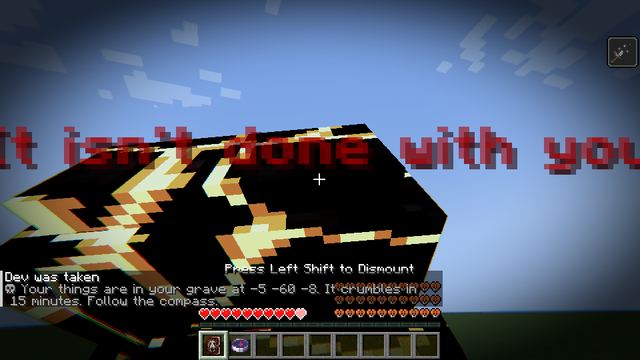 It isn't done with you
Press Left Shift to Dismount
Dev was taken
Your things are in your grave at -5 -60 -8. It crumbles in
15 minutes. Follow the compass.